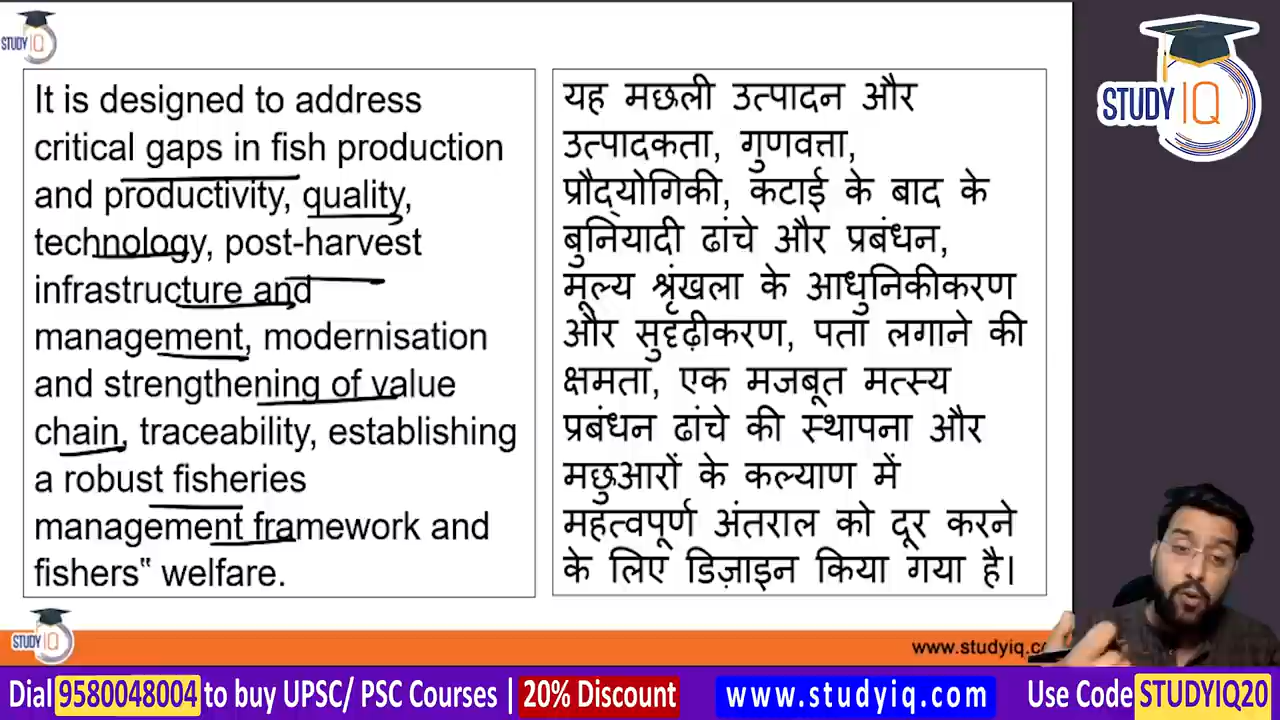 STUDY IQ
It is designed to address
critical gaps in fish production
and productivity, quality,
technology, post-harvest
infrastructure and
management, modernisation
and strengthening of value
chain, traceability, establishing
a robust fisheries
management framework and
fishers‟ welfare.
यह मछली उत्पादन और
उत्पादकता, गुणवत्ता,
प्रौद्योगिकी, कटाई के बाद के
बुनियादी ढांचे और प्रबंधन,
मूल्य श्रृंखला के आधुनिकीकरण
और सुदृढ़ीकरण, पता लगाने की
क्षमता, एक मजबूत मत्स्य
प्रबंधन ढांचे की स्थापना और
मछुआरों के कल्याण में
महत्वपूर्ण अंतराल को दूर करने
के लिए डिज़ाइन किया गया है।
STUDY IQ
STUDY IQ
www.studyiq.co
Dial 9580048004 to buy UPSC/ PSC Courses | 20% Discount www.studyiq.com Use Code STUDYIQ20